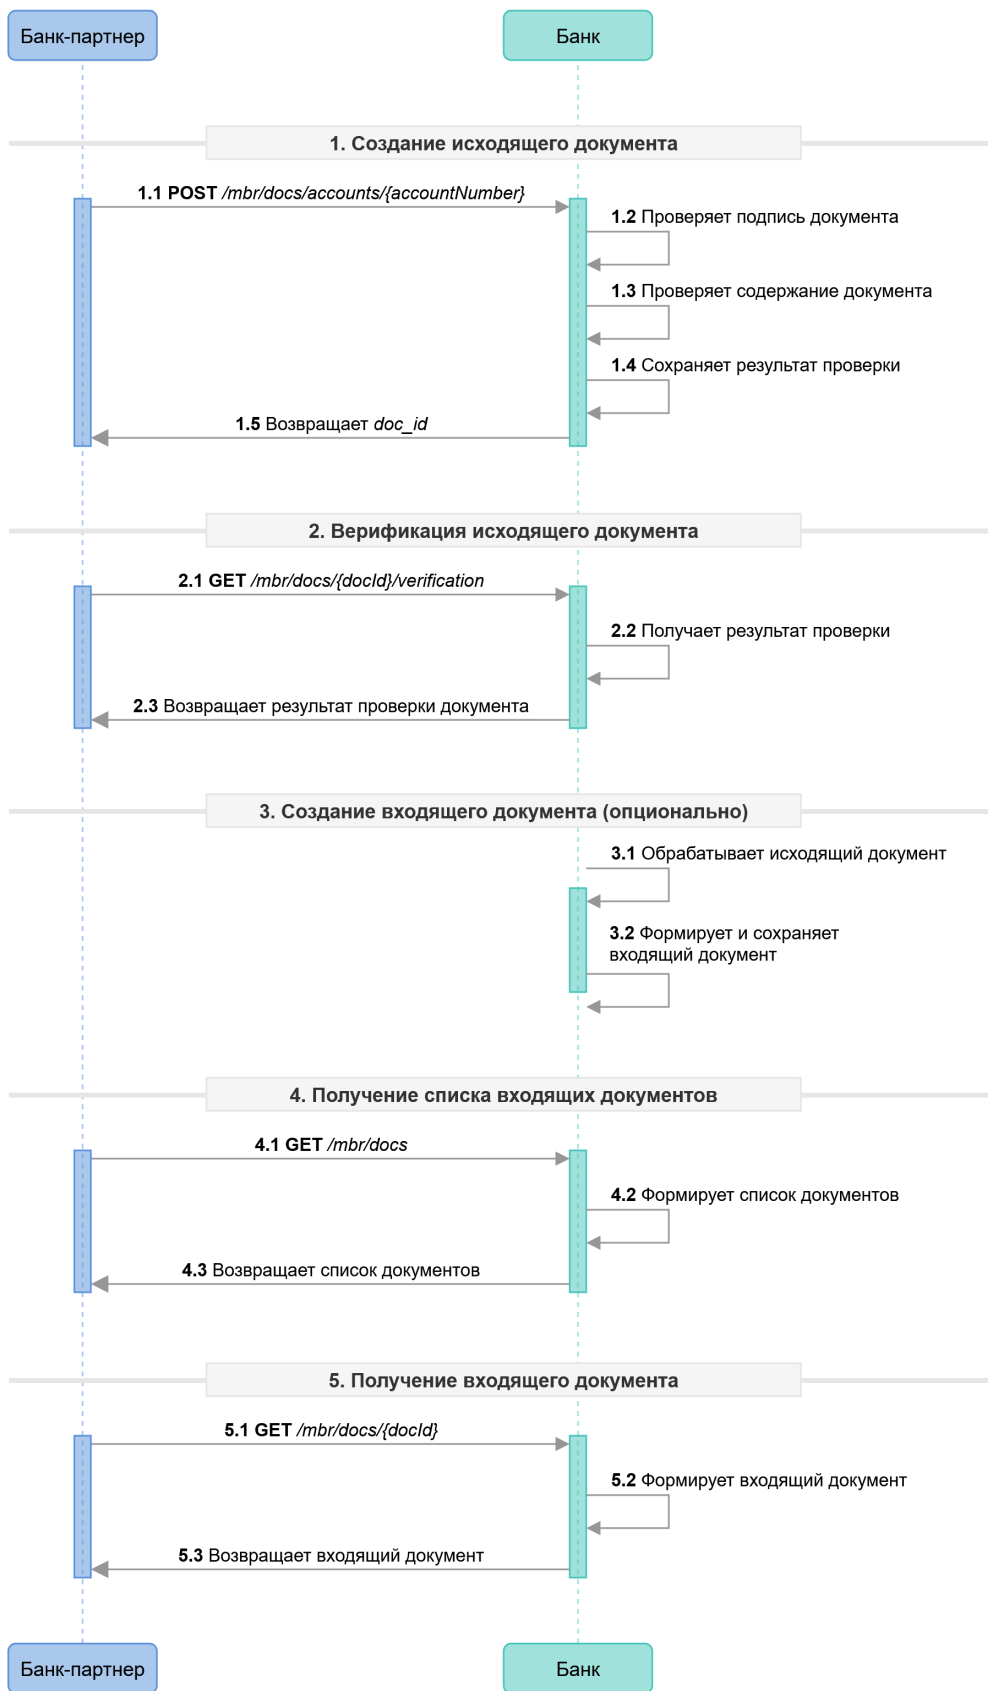 Банк-партнер
Банк
1. Создание исходящего документа
1.1 POST /mbr/docs/accounts/{accountNumber}
1.2 Проверяет подпись документа
1.3 Проверяет содержание документа
1.4 Сохраняет результат проверки
1.5 Возвращает doc_id
2. Верификация исходящего документа
2.1 GET /mbr/docs/{docId}/verification
2.2 Получает результат проверки
2.3 Возвращает результат проверки документа
3. Создание входящего документа (опционально)
3.1 Обрабатывает исходящий документ
3.2 Формирует и сохраняет
входящий документ
4. Получение списка входящих документов
4.1 GET /mbr/docs
4.2 Формирует список документов
4.3 Возвращает список документов
5. Получение входящего документа
5.1 GET /mbr/docs/{docId}
5.2 Формирует входящий документ
5.3 Возвращает входящий документ
Банк-партнер
Банк